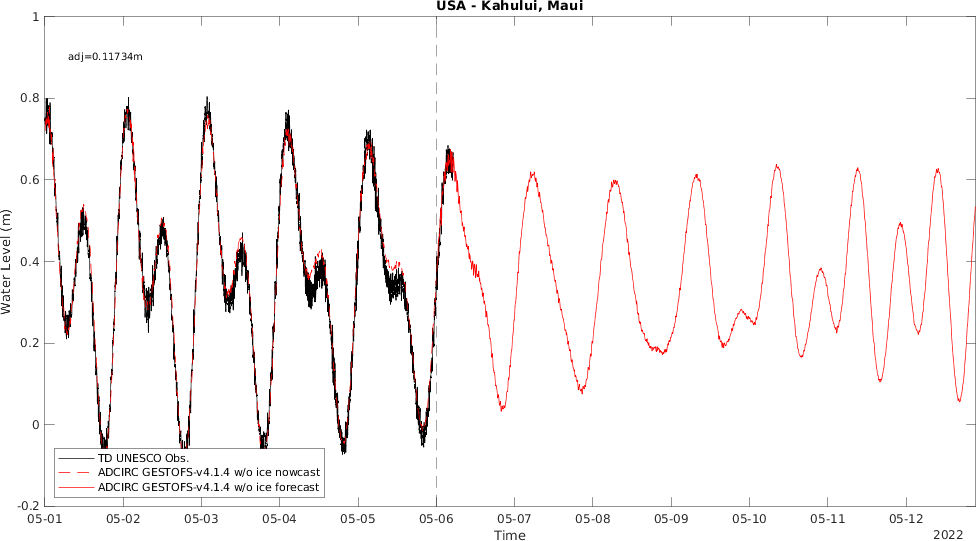 USA - Kahului, Maui
adj=0.11734m
Water Level (m)
1
0.8
0.6
0.4
0.2
0
-0.2
TD UNESCO Obs.
ADCIRC GESTOFS-v4.1.4 w/o ice nowcast
ADCIRC GESTOFS-v4.1.4 w/o ice forecast
05-01 05-02 05-03 05-04 05-05 05-06 05-07 05-08 05-09 05-10 05-11 05-12
Time
2022